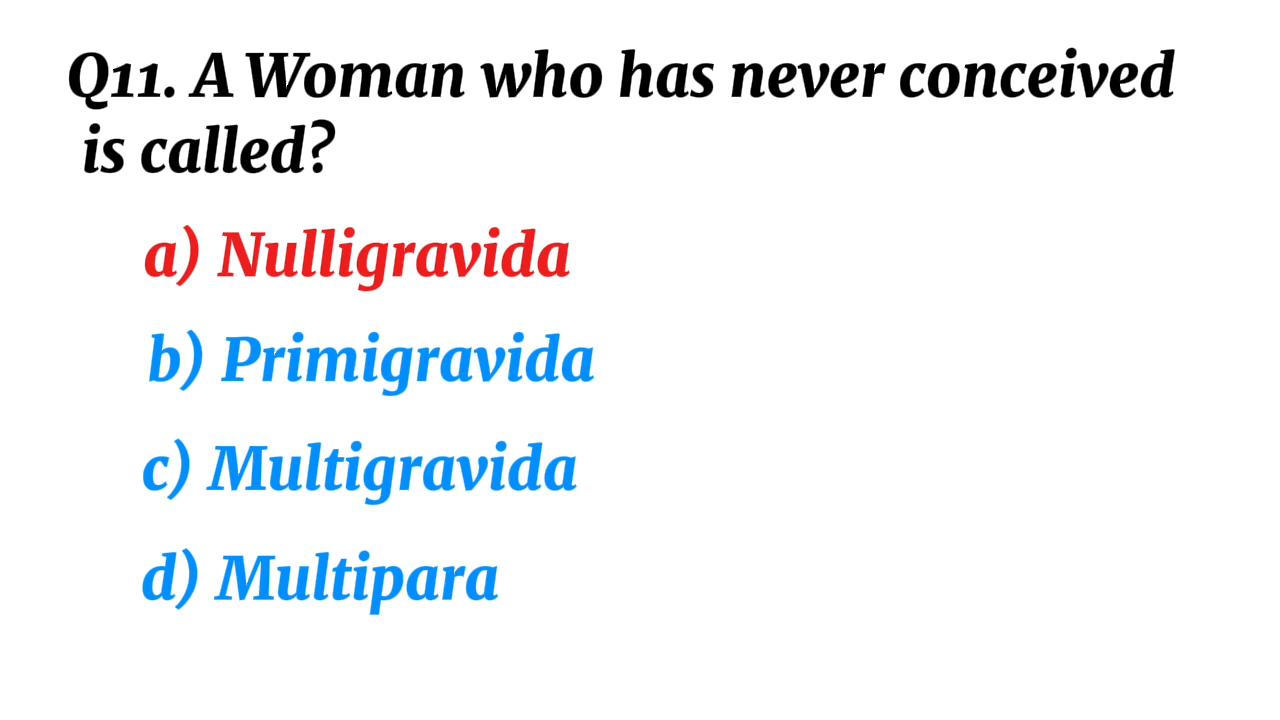 Q11. A Woman who has never conceived
is called?
a) Nulligravida
b) Primigravida
c) Multigravida
d) Multipara